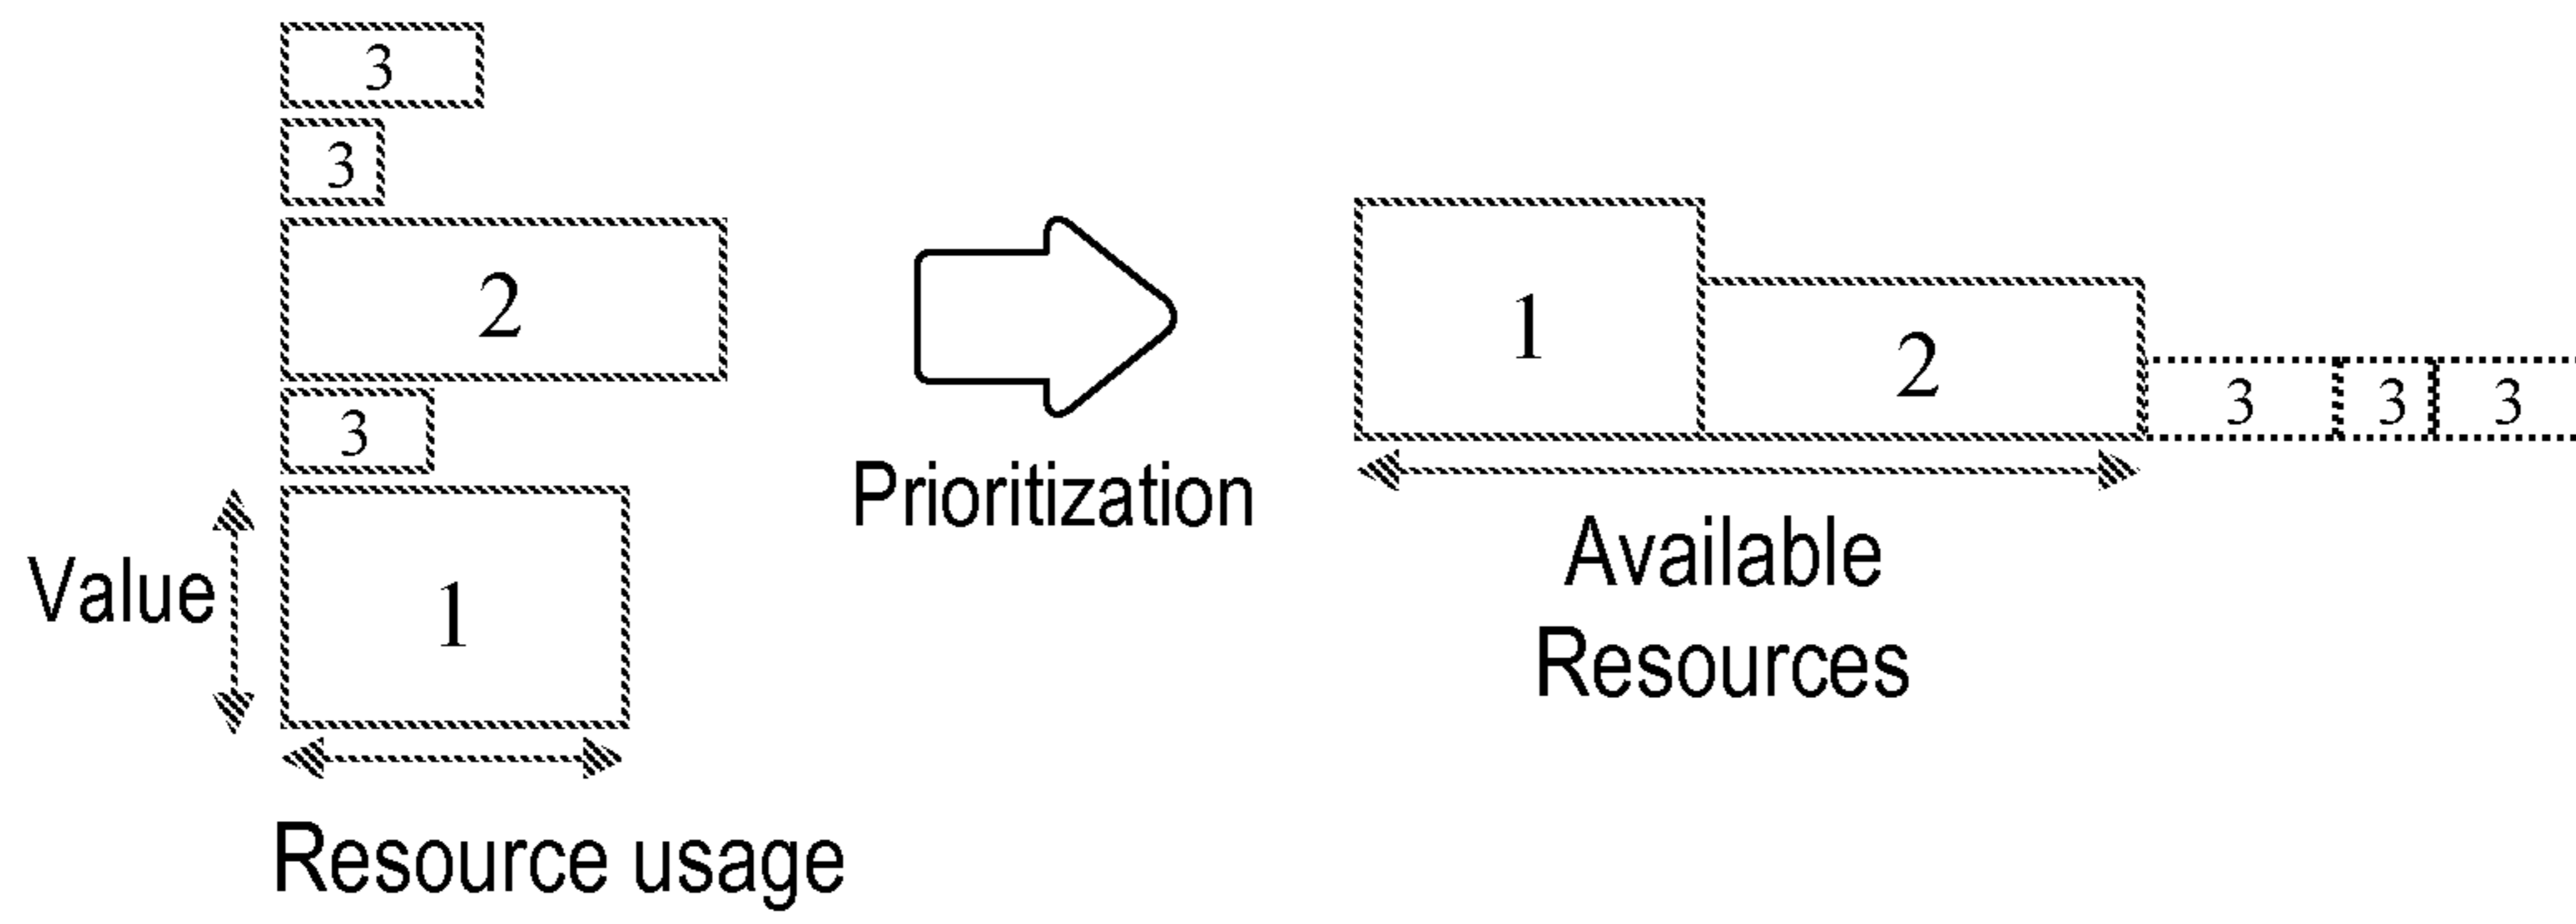 3
3
2
3
1
Value
Resource usage
Prioritization
1
2
3 3 3
Available
Resources